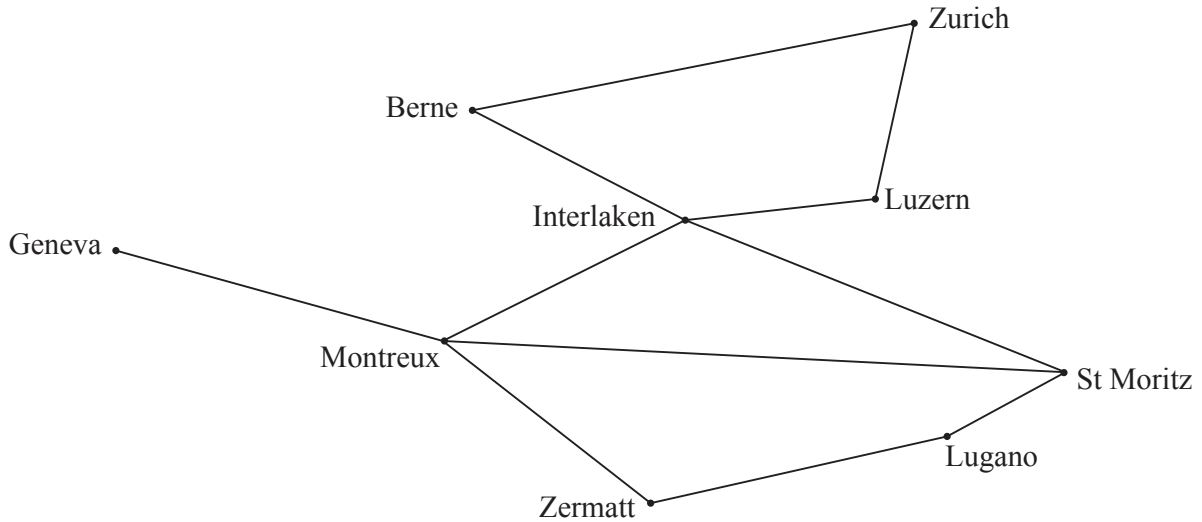 Zurich
Berne
Luzern
Interlaken
Geneva
Montreux
St Moritz
Lugano
Zermatt